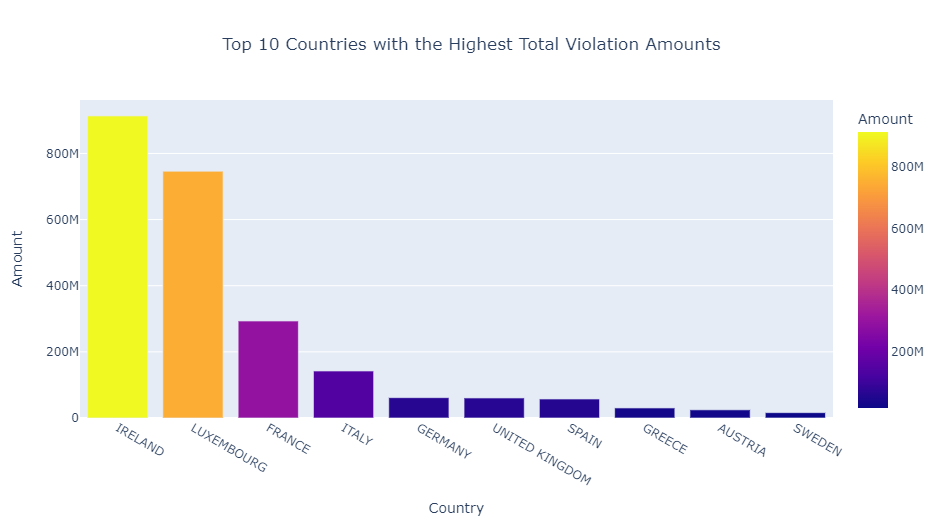 Top 10 Countries with the Highest Total Violation Amounts
Amount
800M
600M
400M
200M
0
IRELAND
LUXEMBOURG
FRANCE
ITALY
GERMANY
UNITED KINGDOM
SPAIN
GREECE
AUSTRIA
SWEDEN
Country
Amount
800M
600M
400M
200M